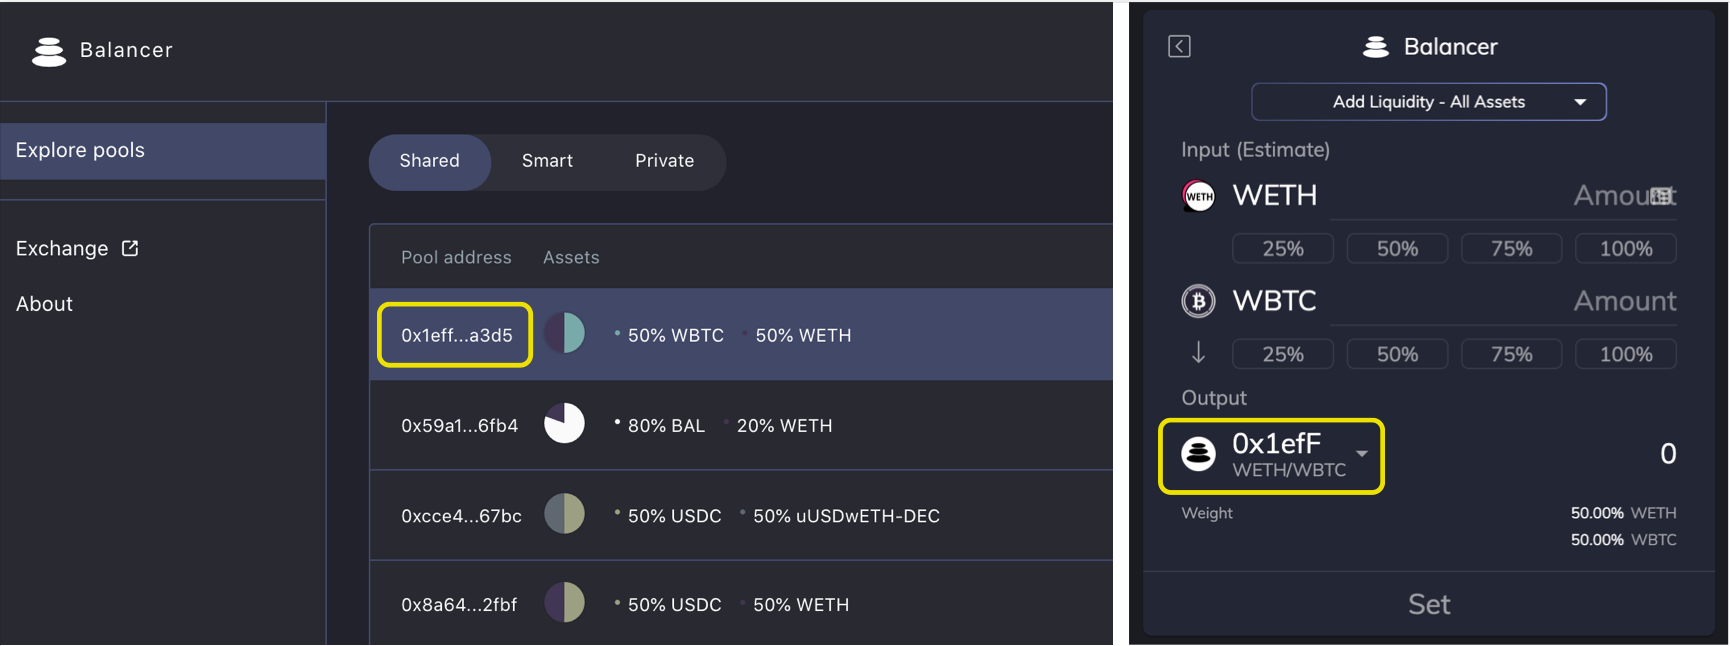 Balancer
Explore pools
Exchange
About
Shared Smart Private
Pool address Assets
0x1eff...a3d5 50% WBTC 50% WETH
0x59a1...6fb4 80% BAL 20% WETH
0xcce4...67bc 50% USDC 50% uUSDwETH-DEC
0x8a64...2fbf 50% USDC 50% WETH
Balancer
Add Liquidity - All Assets
Input (Estimate)
WETH WETH Amount
25% 50% 75% 100%
WBTC Amount
25% 50% 75% 100%
Output
0x1efF 0
WETH/WBTC
Weight 50.00% WETH
50.00% WBTC
Set